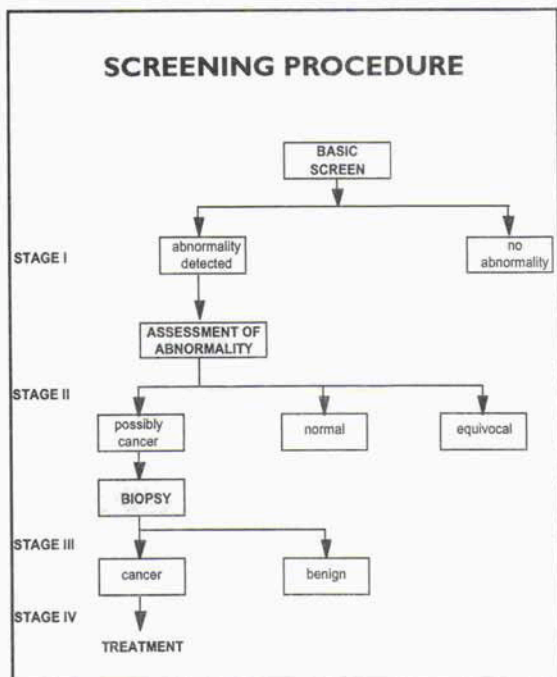 SCREENING PROCEDURE
BASIC
SCREEN
STAGE I
abnormality
detected
no
abnormality
ASSESSMENT OF
ABNORMALITY
STAGE II
possibly
cancer
normal
equivocal
BIOPSY
STAGE III
cancer
benign
STAGE IV
TREATMENT